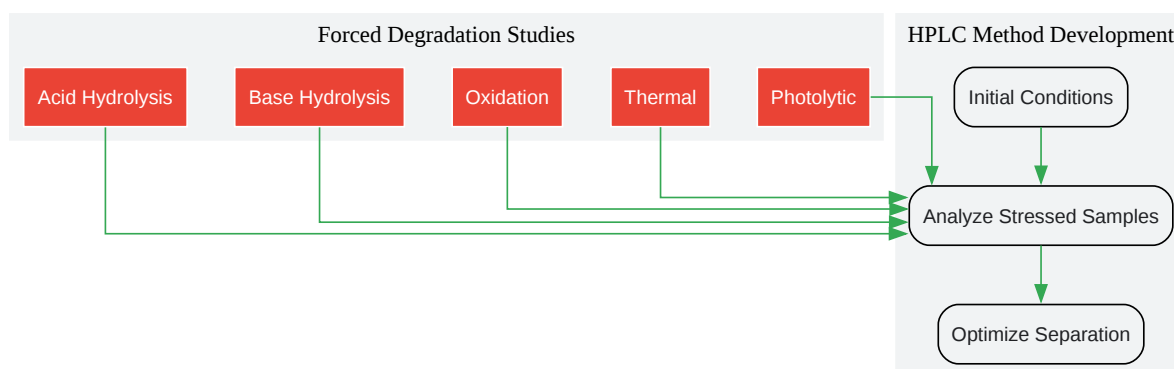 Forced Degradation Studies
HPLC Method Development
Acid Hydrolysis
Base Hydrolysis
Oxidation
Thermal
Photolytic
Initial Conditions
Analyze Stressed Samples
Optimize Separation